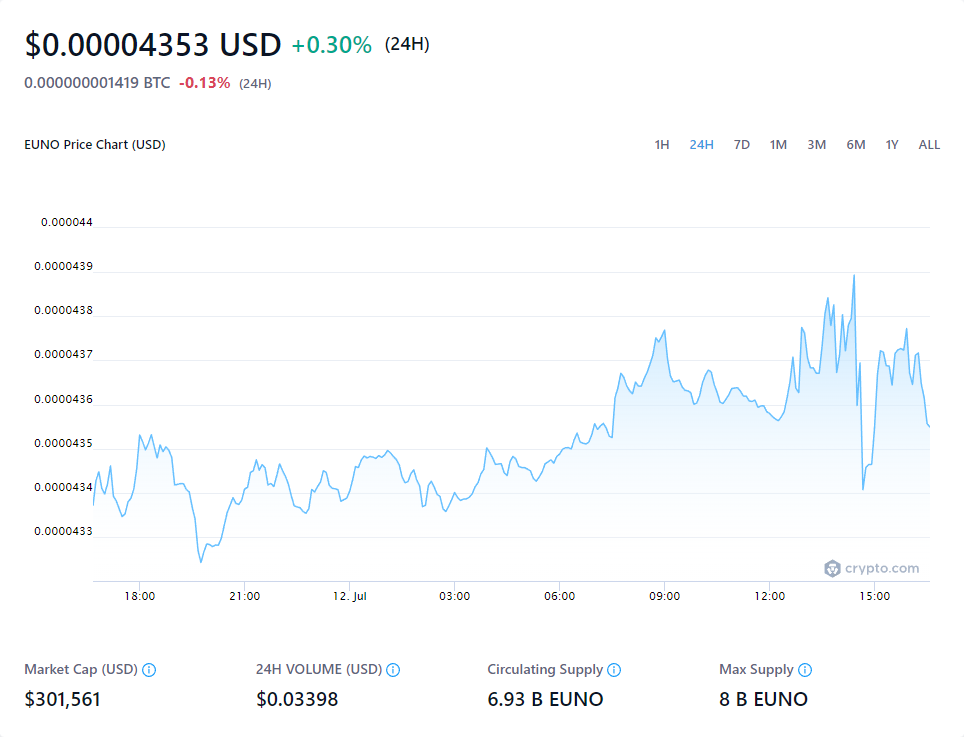 $0.00004353 USD +0.30% (24H)
0.000000001419 BTC -0.13% (24H)
EUNO Price Chart (USD) 1H 24H 7D 1M 3M 6M 1Y ALL
0.000044
0.0000439
0.0000438
0.0000437
0.0000436
0.0000435
0.0000434
0.0000433
crypto.com
18:00 21:00 12. Jul 03:00 06:00 09:00 12:00 15:00
Market Cap (USD) 24H VOLUME (USD) Circulating Supply Max Supply
$301,561 $0.03398 6.93 B EUNO 8 B EUNO